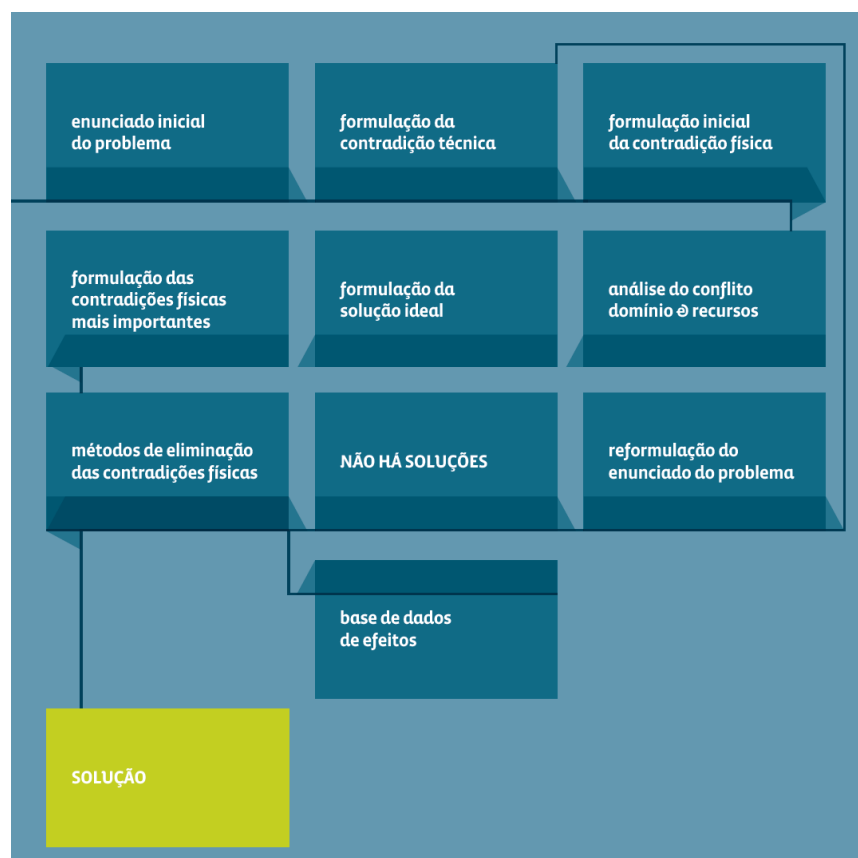 enunciado inicial
do problema
formulação da
contradição técnica
formulação inicial
da contradição física
formulação das
contradições físicas
mais importantes
formulação da
solução ideal
análise do conflito
domínio e recursos
métodos de eliminação
das contradições físicas
NÃO HÁ SOLUÇÕES
reformulação do
enunciado do problema
base de dados
de efeitos
SOLUÇÃO